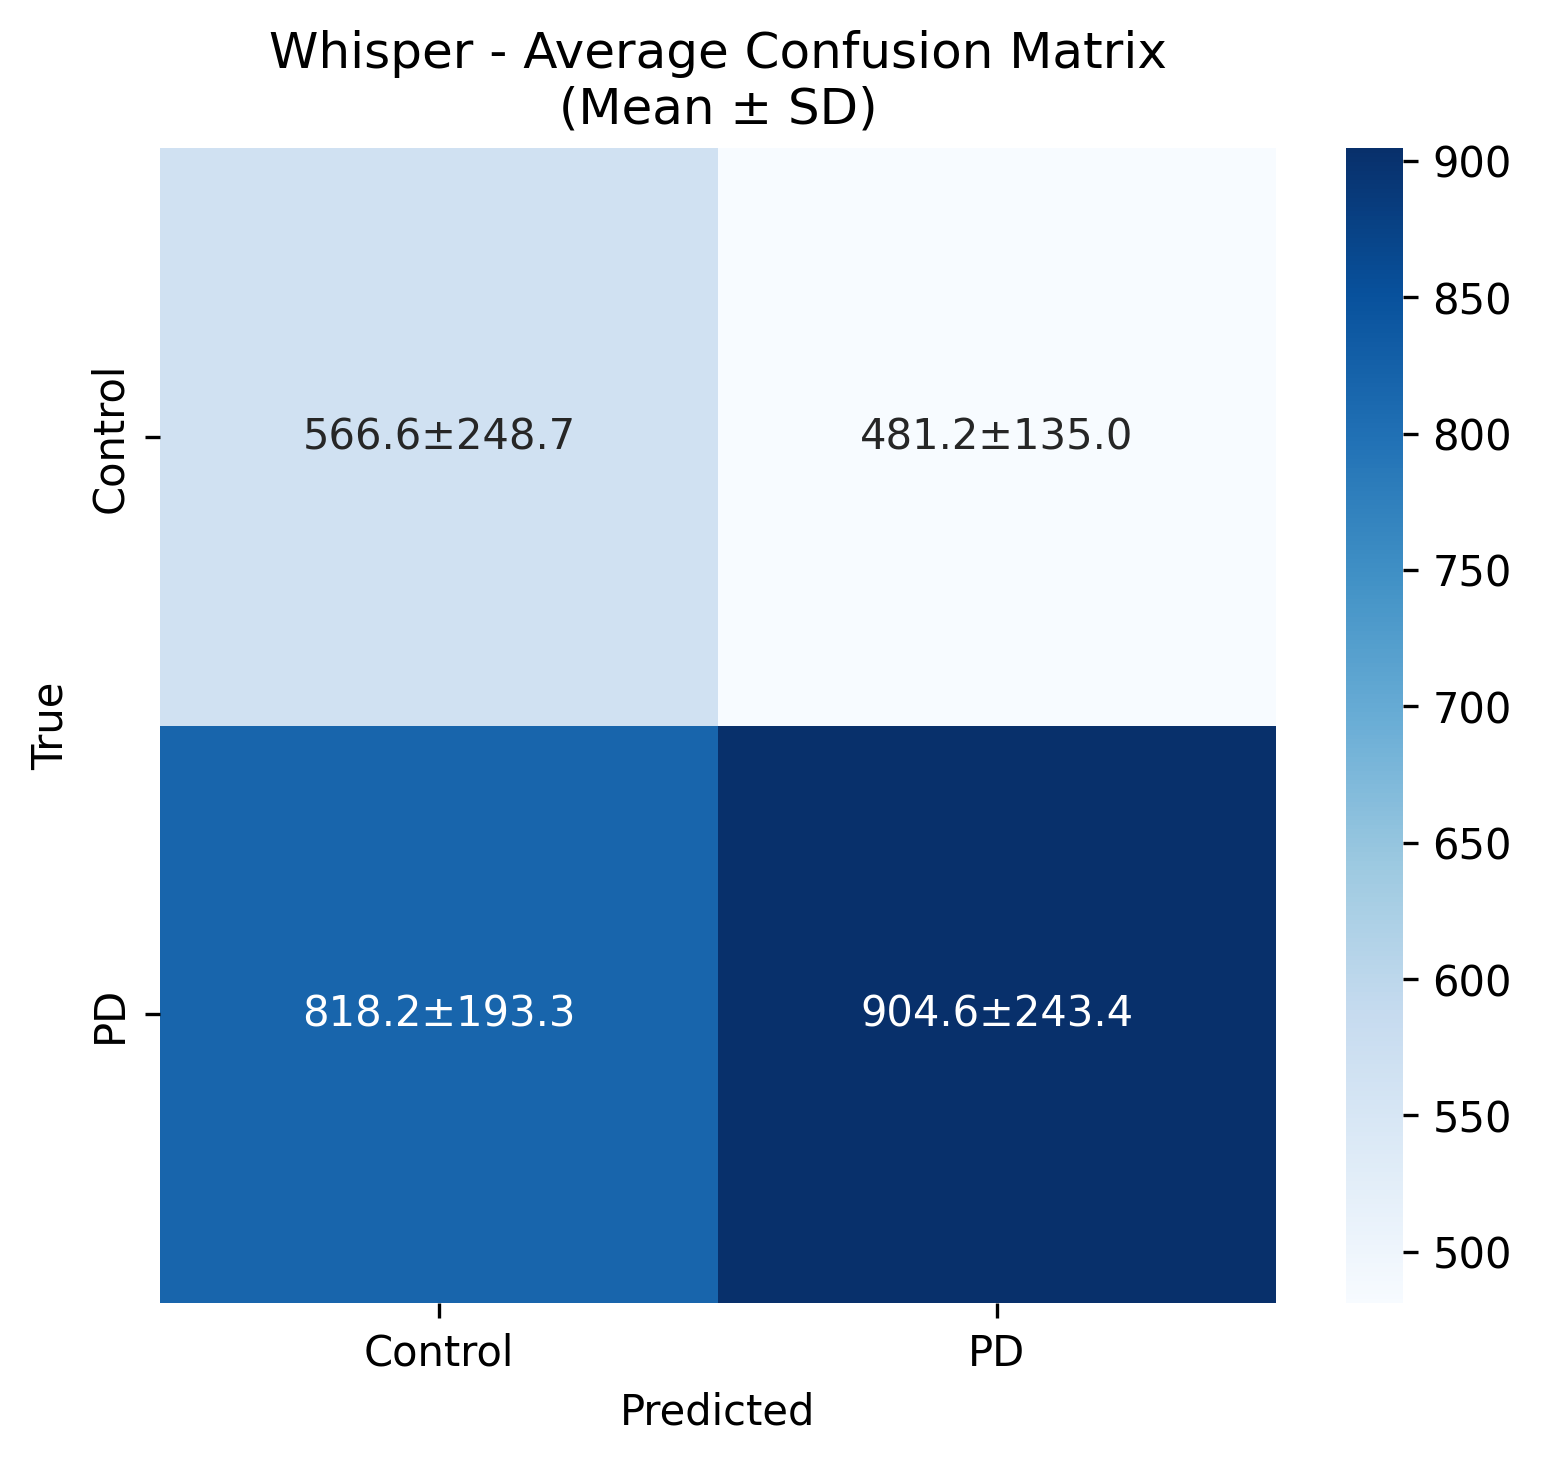 Whisper - Average Confusion Matrix
(Mean ± SD)
Control
566.6±248.7
481.2±135.0
True
PD
818.2±193.3
904.6±243.4
Control
PD
Predicted
900
850
800
750
700
650
600
550
500